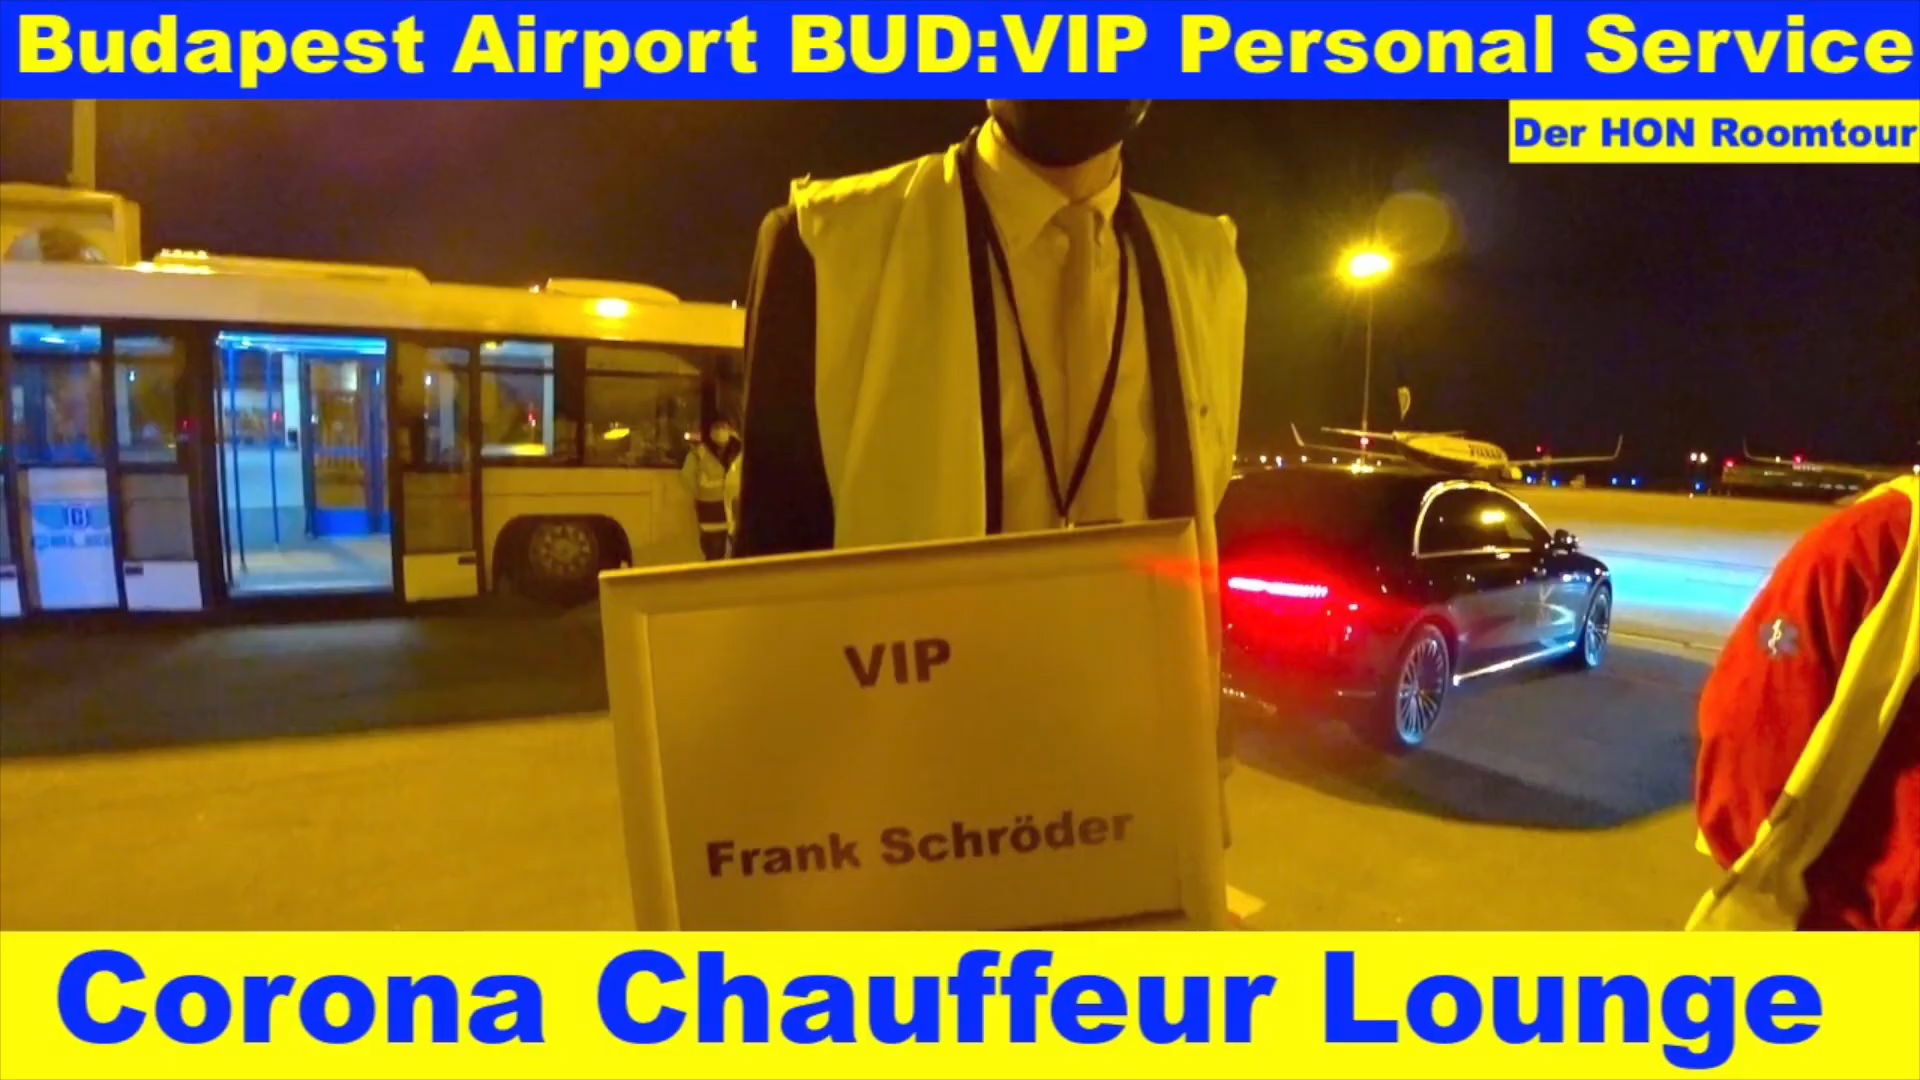 Budapest Airport BUD:VIP Personal Service
Der HON Roomtour
VIP
Frank Schröder
Corona Chauffeur Lounge